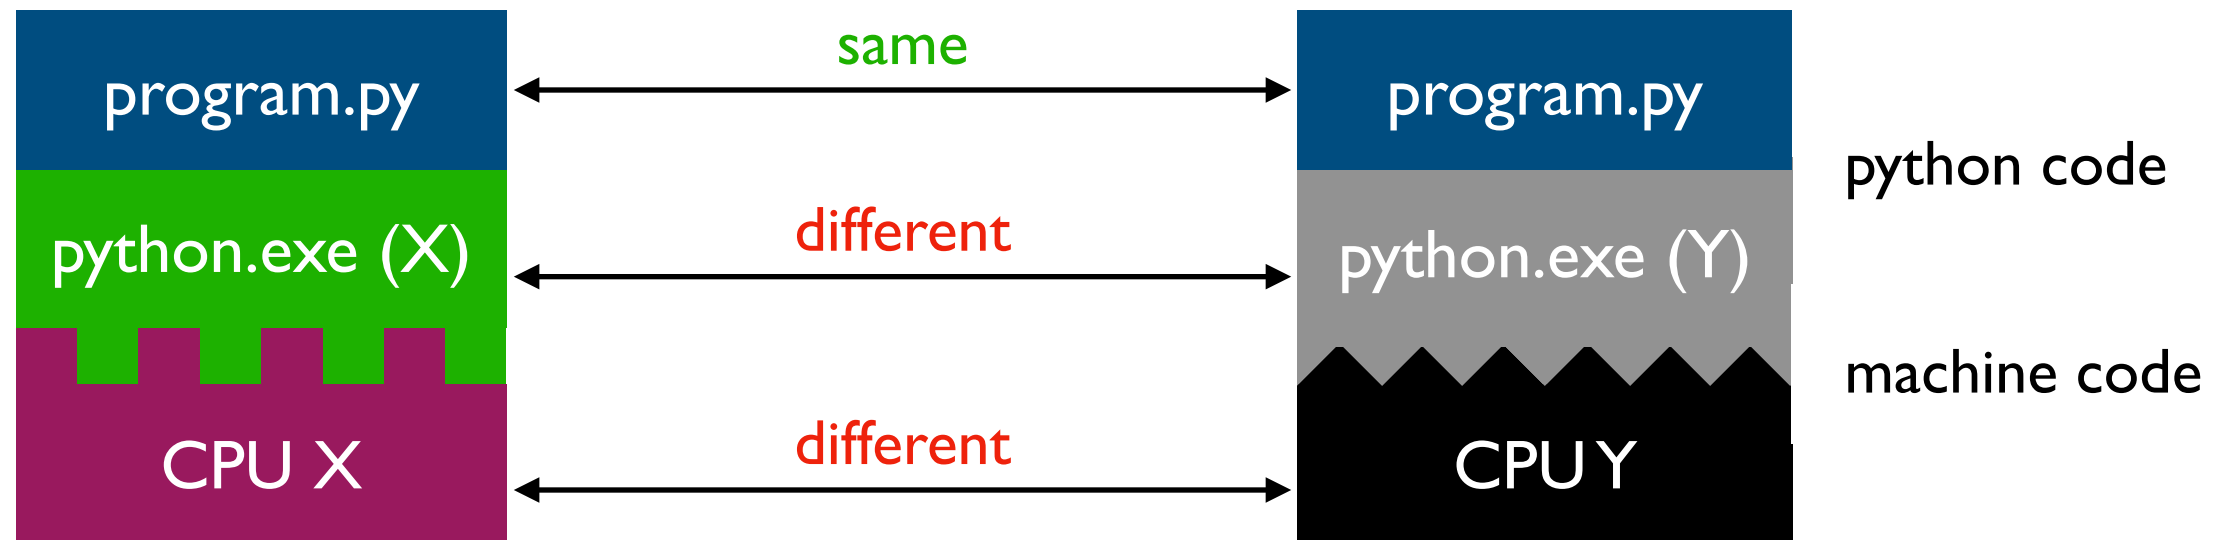 same
program.py
program.py
python code
different
python.exe (X)
python.exe (Y)
machine code
different
CPU X
CPU Y